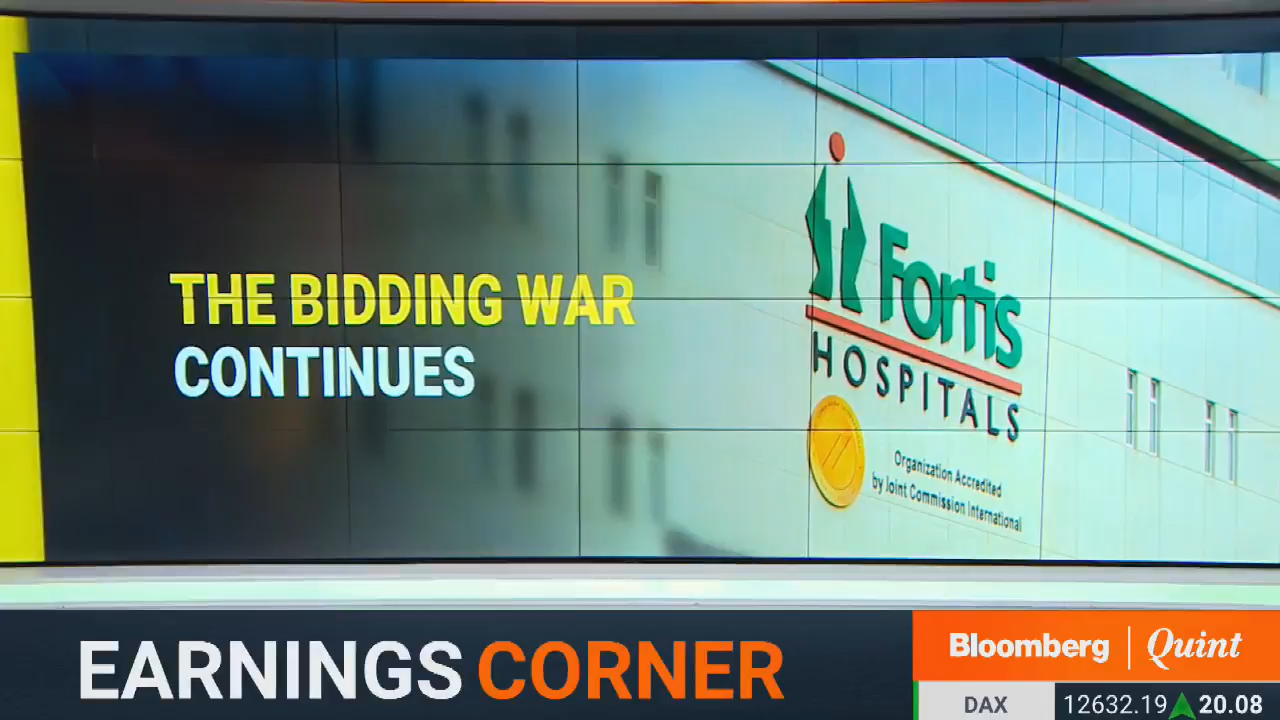 THE BIDDING WAR
CONTINUES
Fortis
HOSPITALS
Organization Accredited
by Joint Commission International
EARNINGS CORNER
Bloomberg | Quint
DAX 12632.19 ▲ 20.08